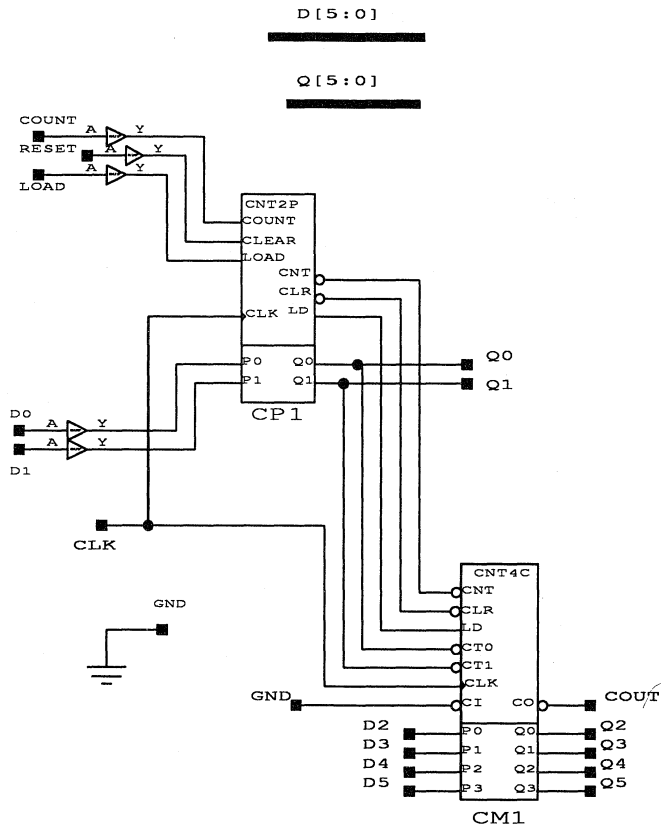 D[5:0]
Q[5:0]
COUNT
A Y
RESET
A Y
A Y
LOAD
CNT2P
COUNT
CLEAR
LOAD
CNT
CLR
CLK LD
P0 Q0
P1 Q1
CP1
Q0
Q1
D0
A Y
A Y
D1
CLK
GND
CNT4C
CNT
CLR
LD
CT0
CT1
CLK
GND
CI CO
COUT
D2 P0 Q0 Q2
D3 P1 Q1 Q3
D4 P2 Q2 Q4
D5 P3 Q3 Q5
CM1